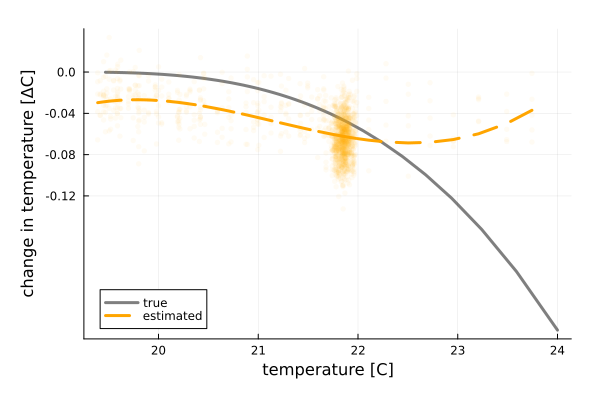 change in temperature [ΔC]
0.0
-0.04
-0.08
-0.12
true
estimated
20
21
22
23
24
temperature [C]